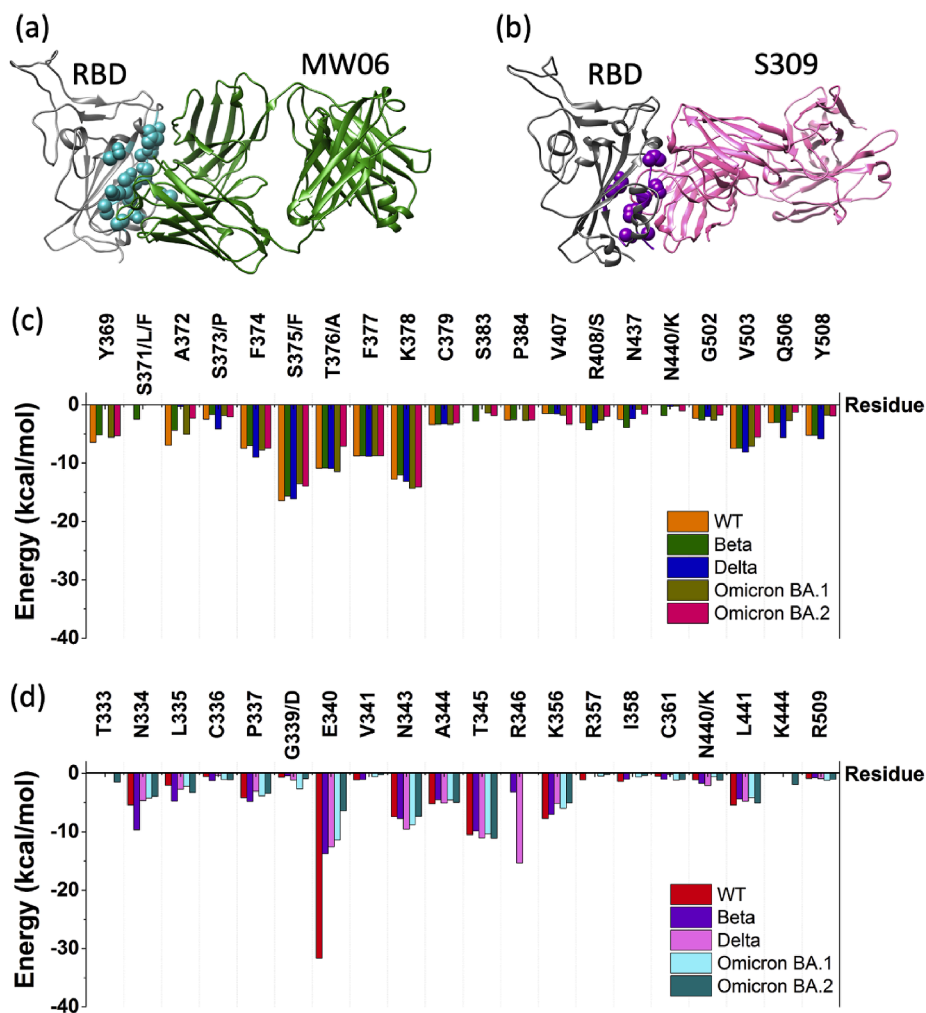 (a)
RBD
MW06
(b)
RBD
S309
(c)
Y369
S371/L/F
A372
S373/P
F374
S375/F
T376/A
F377
K378
C379
S383
P384
V407
R408/S
N437
N440/K
G502
V503
Q506
Y508
0
-10
-20
-30
-40
Energy (kcal/mol)
Residue
WT
Beta
Delta
Omicron BA.1
Omicron BA.2
(d)
T333
N334
L335
C336
P337
G339/D
E340
V341
N343
A344
T345
R346
K356
R357
I358
C361
N440/K
L441
K444
R509
0
-10
-20
-30
-40
Energy (kcal/mol)
Residue
WT
Beta
Delta
Omicron BA.1
Omicron BA.2